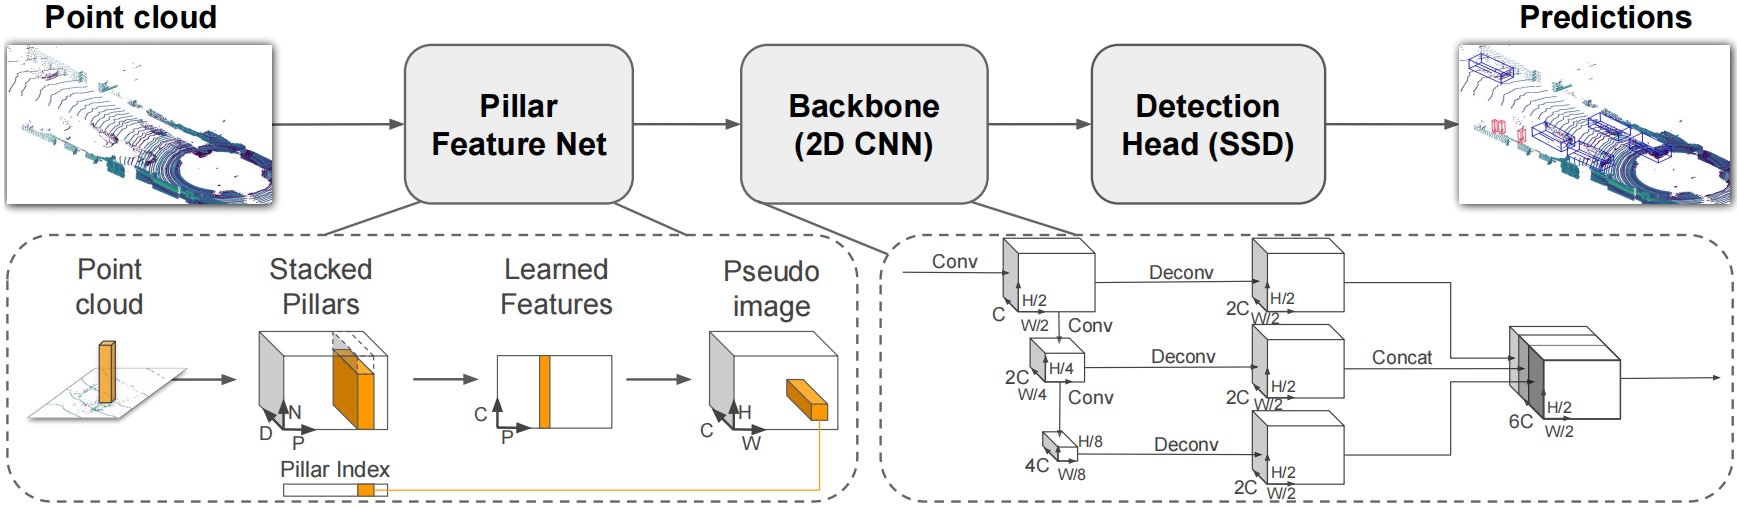 Point cloud
Predictions
Pillar
Feature Net
Backbone
(2D CNN)
Detection
Head (SSD)
Point
cloud
Stacked
Pillars
Learned
Features
Pseudo
image
N
D
P
C
P
H
C
W
Pillar Index
Conv
H/2
C
W/2
Conv
Deconv
H/2
2C
W/2
H/4
2C
W/4
Conv
Deconv
H/2
2C
W/2
H/8
4C
W/8
Deconv
H/2
2C
W/2
Concat
H/2
6C
W/2